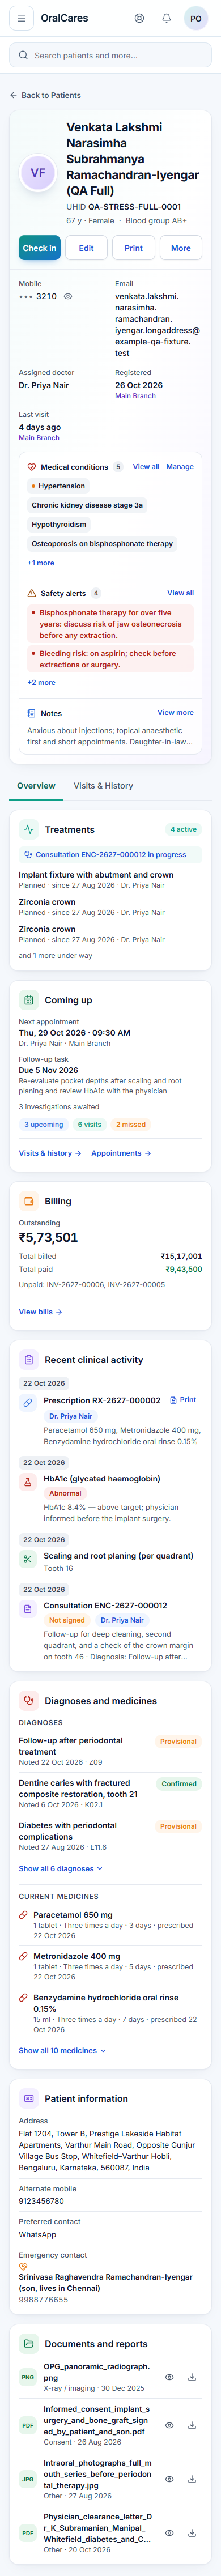 OralCares
PO
Search patients and more...
Back to Patients
VF
Venkata Lakshmi
Narasimha
Subrahmanya
Ramachandran-Iyengar
(QA Full)
UHID QA-STRESS-FULL-0001
67 y · Female · Blood group AB+
Check in
Edit
Print
More
Mobile
••• 3210
Email
venkata.lakshmi.
narasimha.
ramachandran.
iyengar.longaddress@
example-qa-fixture.
test
Assigned doctor
Dr. Priya Nair
Registered
26 Oct 2026
Main Branch
Last visit
4 days ago
Main Branch
Medical conditions 5 View all Manage
Hypertension
Chronic kidney disease stage 3a
Hypothyroidism
Osteoporosis on bisphosphonate therapy
+1 more
Safety alerts 4 View all
Bisphosphonate therapy for over five
years: discuss risk of jaw osteonecrosis
before any extraction.
Bleeding risk: on aspirin; check before
extractions or surgery.
+2 more
Notes View more
Anxious about injections; topical anaesthetic
first and short appointments. Daughter-in-law...
Overview Visits & History
Treatments 4 active
Consultation ENC-2627-000012 in progress
Implant fixture with abutment and crown
Planned · since 27 Aug 2026 · Dr. Priya Nair
Zirconia crown
Planned · since 27 Aug 2026 · Dr. Priya Nair
Zirconia crown
Planned · since 27 Aug 2026 · Dr. Priya Nair
and 1 more under way
Coming up
Next appointment
Thu, 29 Oct 2026 · 09:30 AM
Dr. Priya Nair · Main Branch
Follow-up task
Due 5 Nov 2026
Re-evaluate pocket depths after scaling and root
planing and review HbA1c with the physician
3 investigations awaited
3 upcoming 6 visits 2 missed
Visits & history Appointments
Billing
Outstanding
₹5,73,501
Total billed ₹15,17,001
Total paid ₹9,43,500
Unpaid: INV-2627-00006, INV-2627-00005
View bills
Recent clinical activity
22 Oct 2026
Prescription RX-2627-000002 Print
Dr. Priya Nair
Paracetamol 650 mg, Metronidazole 400 mg,
Benzydamine hydrochloride oral rinse 0.15%
22 Oct 2026
HbA1c (glycated haemoglobin)
Abnormal
HbA1c 8.4% — above target; physician
informed before the implant surgery.
22 Oct 2026
Scaling and root planing (per quadrant)
Tooth 16
22 Oct 2026
Consultation ENC-2627-000012
Not signed Dr. Priya Nair
Follow-up for deep cleaning, second
quadrant, and a check of the crown margin
on tooth 46 · Diagnosis: Follow-up after...
Diagnoses and medicines
DIAGNOSES
Follow-up after periodontal
treatment
Provisional
Noted 22 Oct 2026 · Z09
Dentine caries with fractured
composite restoration, tooth 21
Confirmed
Noted 6 Oct 2026 · K02.1
Diabetes with periodontal
complications
Provisional
Noted 27 Aug 2026 · E11.6
Show all 6 diagnoses
CURRENT MEDICINES
Paracetamol 650 mg
1 tablet · Three times a day · 3 days · prescribed
22 Oct 2026
Metronidazole 400 mg
1 tablet · Three times a day · 5 days · prescribed
22 Oct 2026
Benzydamine hydrochloride oral rinse
0.15%
15 ml · Three times a day · 7 days · prescribed 22
Oct 2026
Show all 10 medicines
Patient information
Address
Flat 1204, Tower B, Prestige Lakeside Habitat
Apartments, Varthur Main Road, Opposite Gunjur
Village Bus Stop, Whitefield–Varthur Hobli,
Bengaluru, Karnataka, 560087, India
Alternate mobile
9123456780
Preferred contact
WhatsApp
Emergency contact
Srinivasa Raghavendra Ramachandran-Iyengar
(son, lives in Chennai)
9988776655
Documents and reports
PNG
OPG_panoramic_radiograph.
png
X-ray / imaging · 30 Dec 2025
PDF
Informed_consent_implant_s
urgery_and_bone_graft_sign
ed_by_patient_and_son.pdf
Consent · 26 Aug 2026
JPG
Intraoral_photographs_full_m
outh_series_before_periodon
tal_therapy.jpg
Other · 27 Aug 2026
PDF
Physician_clearance_letter_D
r_K_Subramanian_Manipal_
Whitefield_diabetes_and_C...
Other · 20 Oct 2026